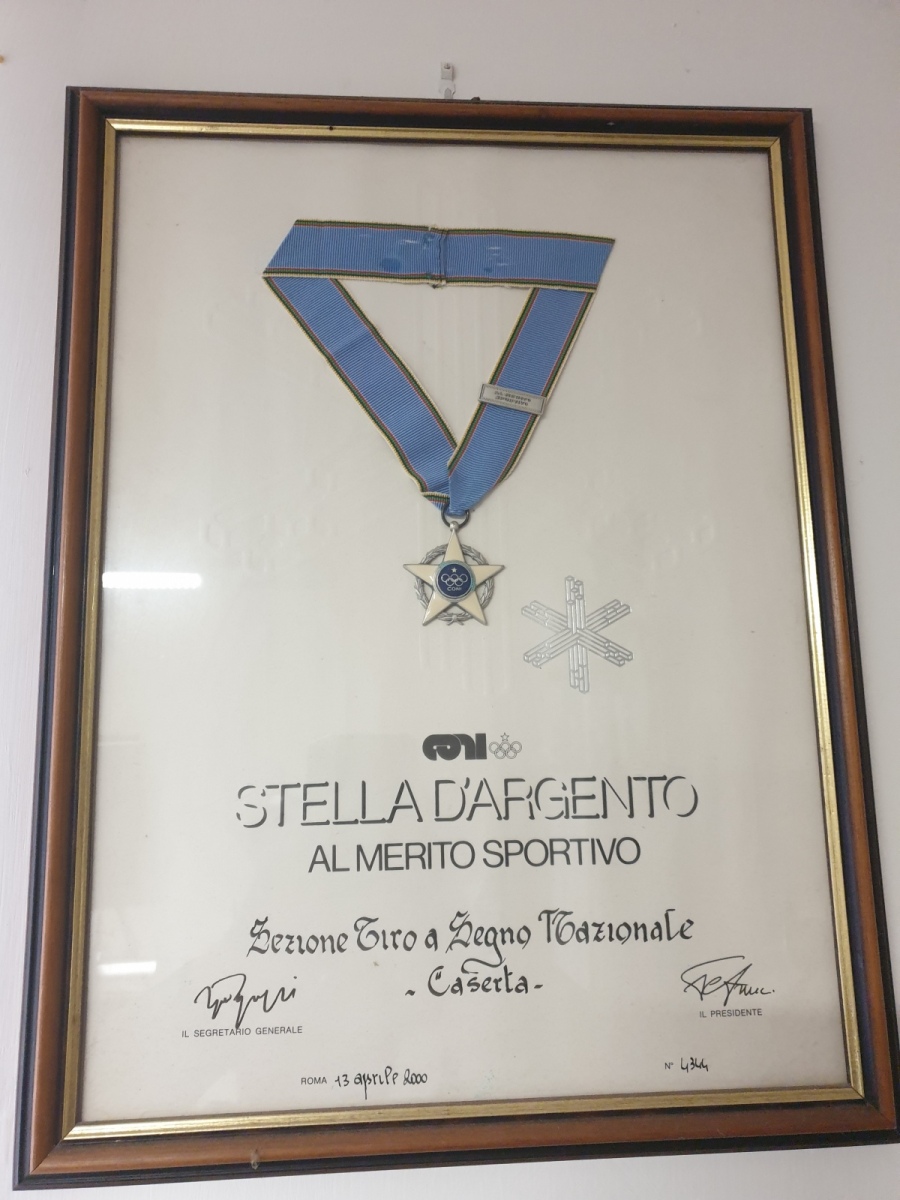 CONI
CONI
STELLA D'ARGENTO
AL MERITO SPORTIVO
Sezione Tiro a Segno Nazionale
- Caserta -
IL SEGRETARIO GENERALE
IL PRESIDENTE
ROMA 13 aprile 2000
N° 4344